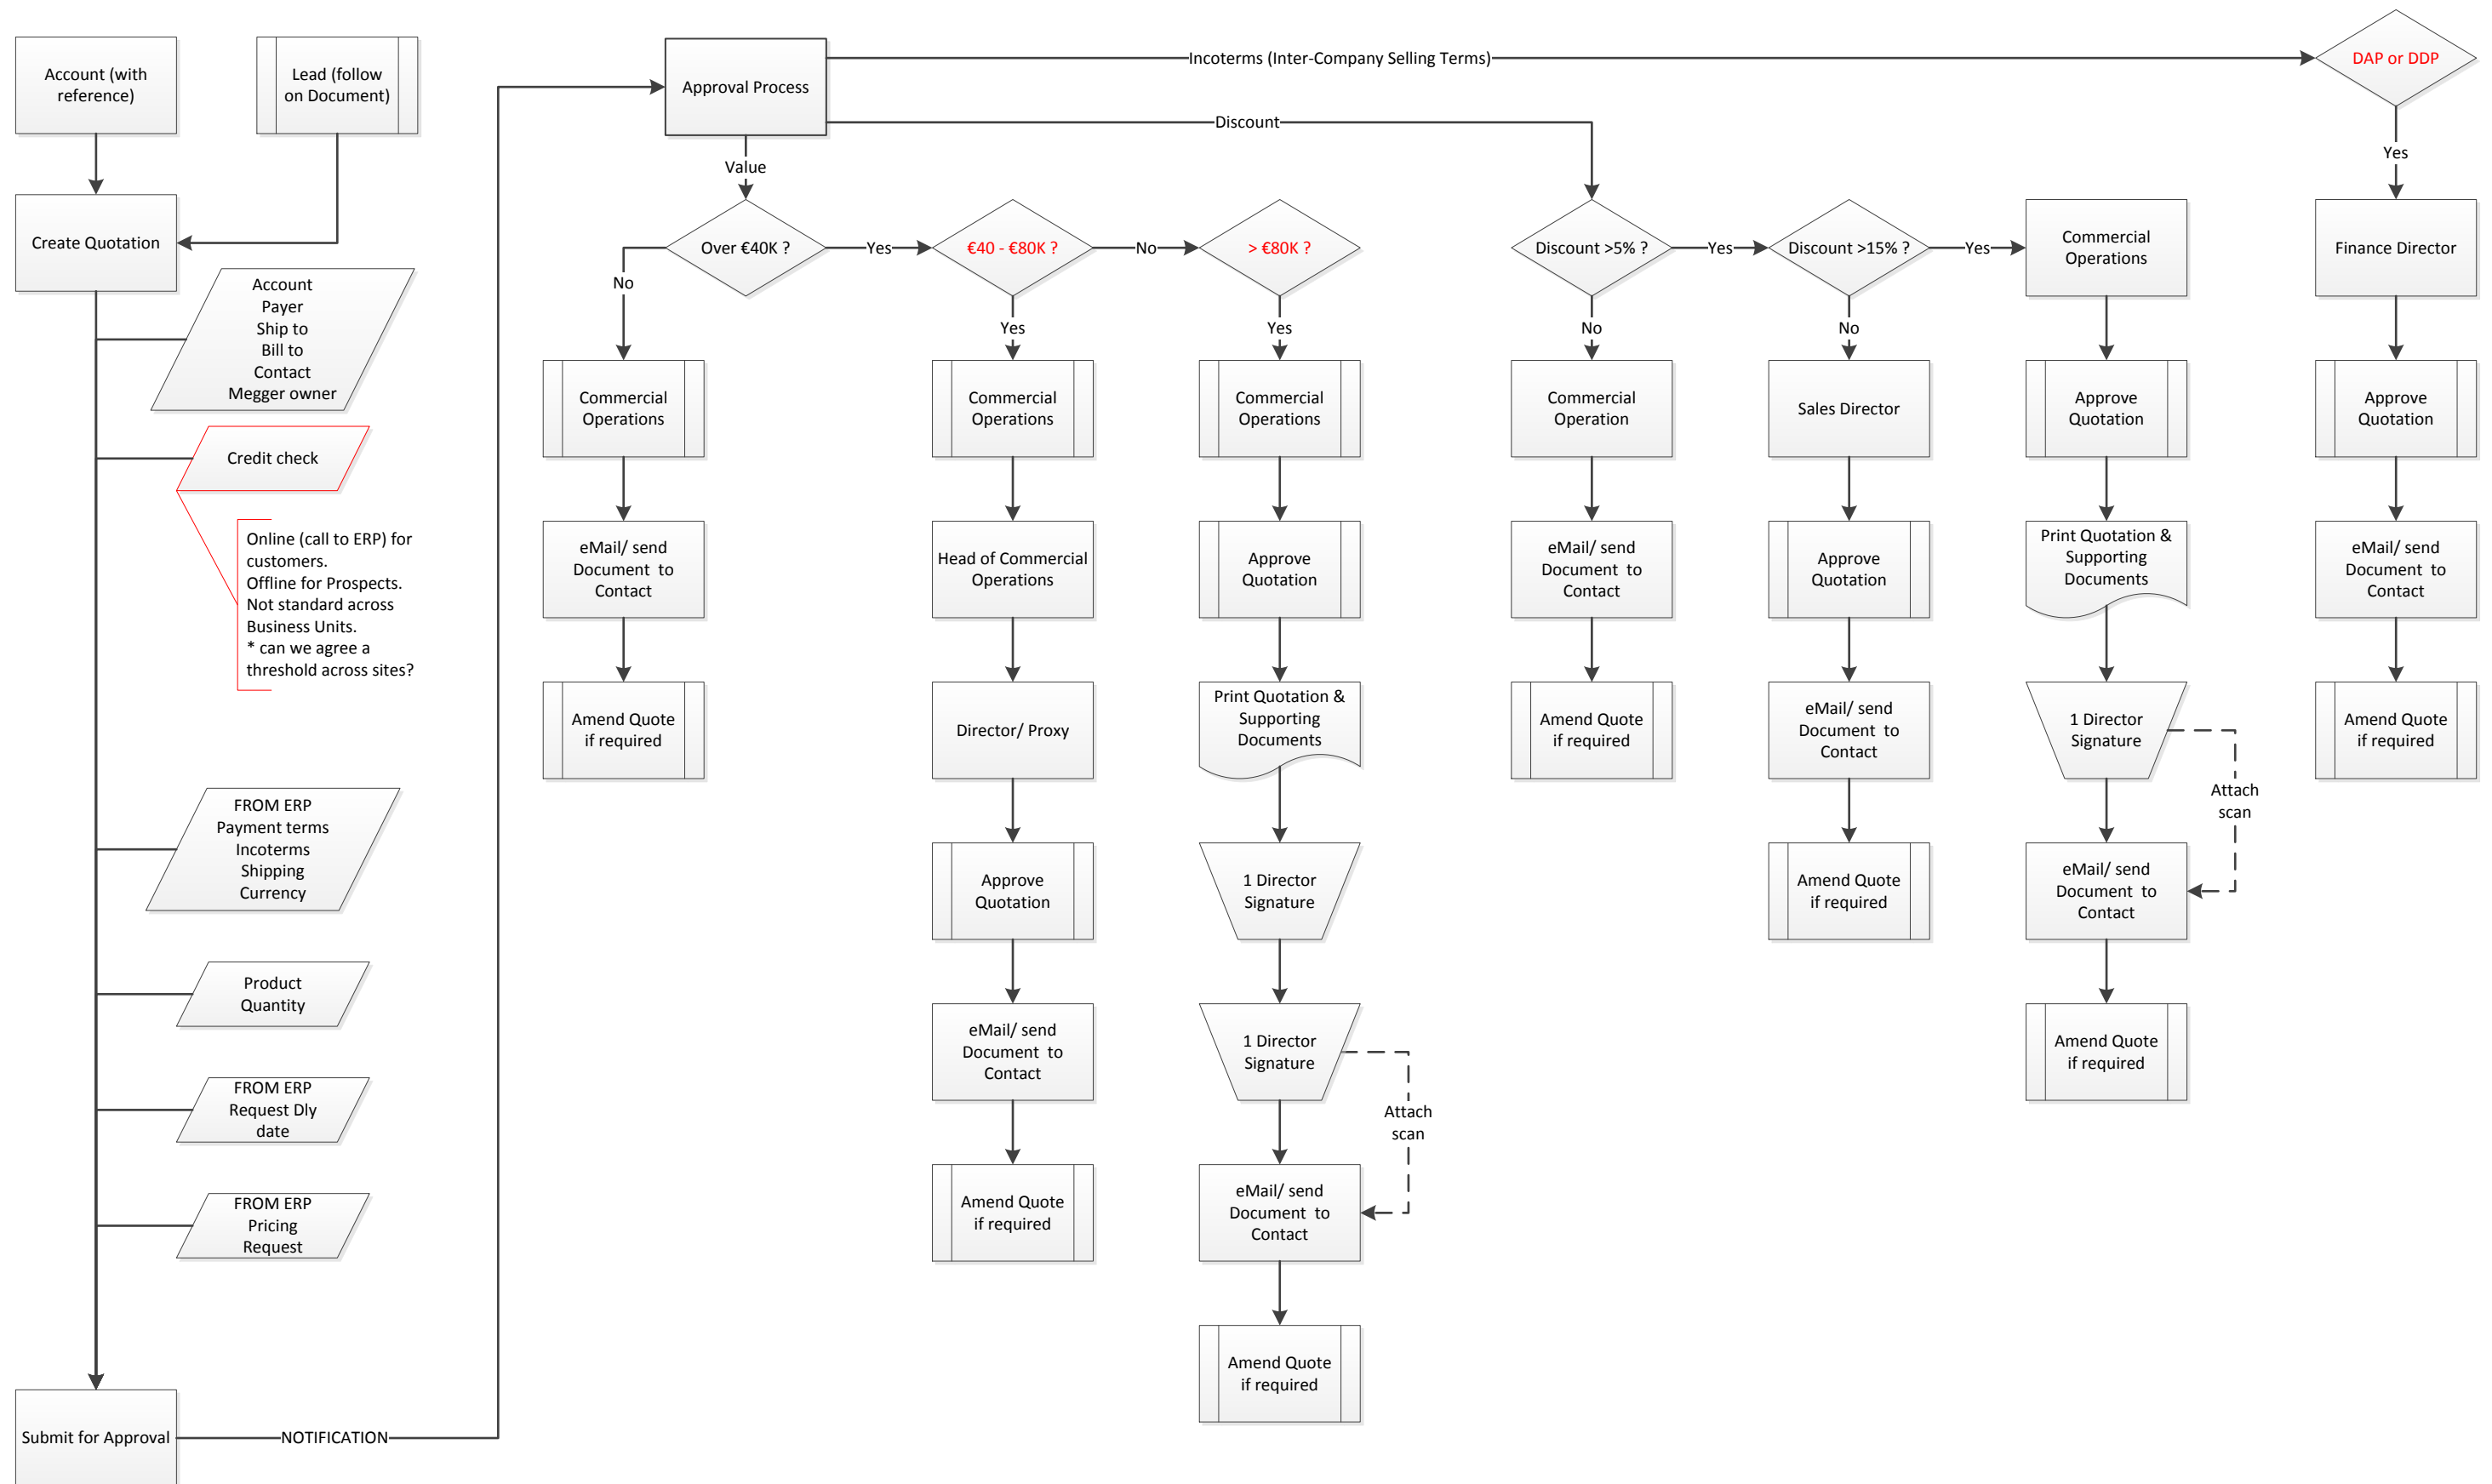 Account (with
reference)
Lead (follow
on Document)
Create Quotation
Account
Payer
Ship to
Bill to
Contact
Megger owner
Credit check
Online (call to ERP) for
customers.
Offline for Prospects.
Not standard across
Business Units.
* can we agree a
threshold across sites?
FROM ERP
Payment terms
Incoterms
Shipping
Currency
Product
Quantity
FROM ERP
Request Dly
date
FROM ERP
Pricing
Request
Submit for Approval
NOTIFICATION
Approval Process
Incoterms (Inter-Company Selling Terms)
Discount
Value
Over €40K ?
No
Yes
Commercial
Operations
eMail/ send
Document to
Contact
Amend Quote
if required
€40 - €80K ?
No
Yes
Commercial
Operations
Head of Commercial
Operations
Director/ Proxy
Approve
Quotation
eMail/ send
Document to
Contact
Amend Quote
if required
> €80K ?
Yes
Commercial
Operations
Approve
Quotation
Print Quotation &
Supporting
Documents
1 Director
Signature
1 Director
Signature
Attach
scan
eMail/ send
Document to
Contact
Amend Quote
if required
Discount >5% ?
Yes
No
Commercial
Operation
eMail/ send
Document to
Contact
Amend Quote
if required
Discount >15% ?
Yes
No
Sales Director
Approve
Quotation
eMail/ send
Document to
Contact
Amend Quote
if required
Commercial
Operations
Approve
Quotation
Print Quotation &
Supporting
Documents
1 Director
Signature
Attach
scan
eMail/ send
Document to
Contact
Amend Quote
if required
DAP or DDP
Yes
Finance Director
Approve
Quotation
eMail/ send
Document to
Contact
Amend Quote
if required